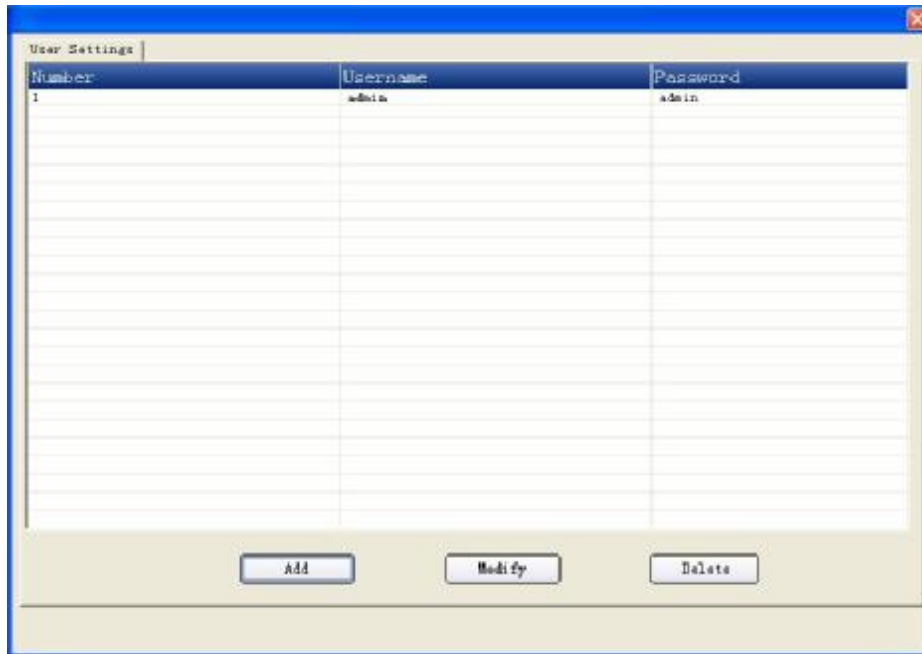 User Settings
Number Username Password
1 admin admin
Add Modify Delete